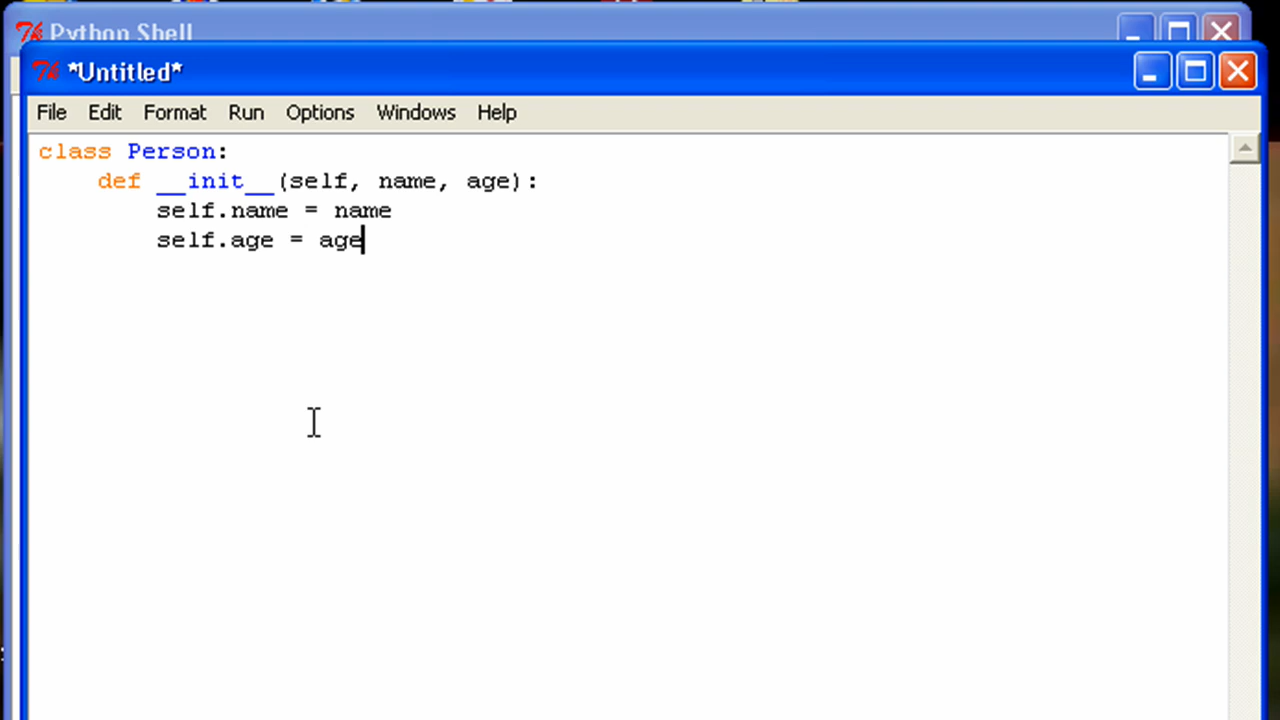 Python Shell
*Untitled*
File Edit Format Run Options Windows Help
class Person:
    def __init__(self, name, age):
        self.name = name
        self.age = age